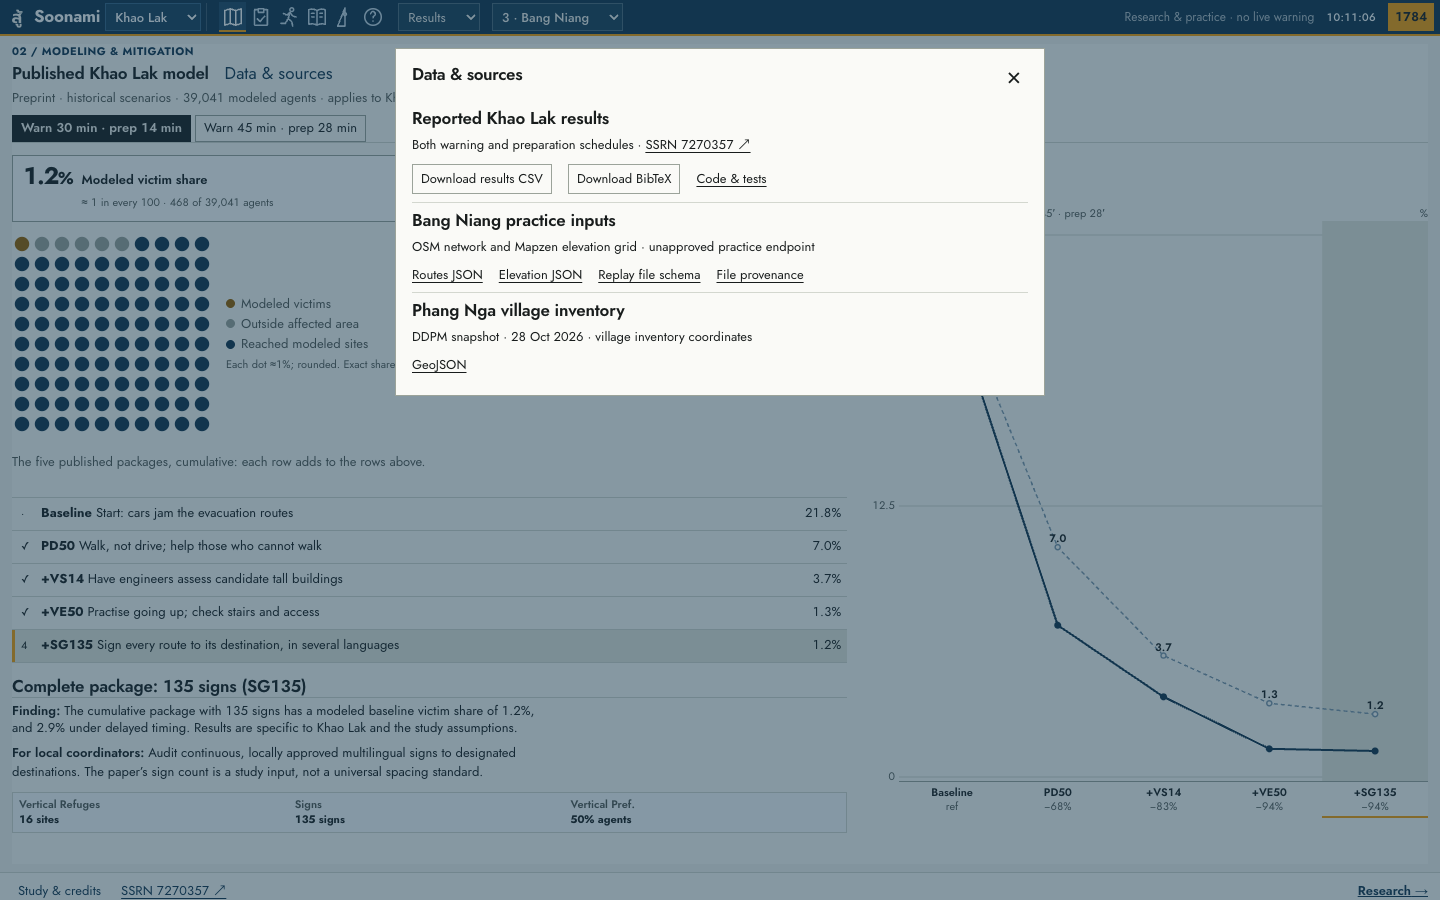 สึ Soonami Khao Lak Results 3 · Bang Niang Research & practice · no live warning 10:11:06 1784
02 / MODELING & MITIGATION
Published Khao Lak model Data & sources
Preprint · historical scenarios · 39,041 modeled agents · applies to
Warn 30 min · prep 14 min Warn 45 min · prep 28 min
1.2% Modeled victim share
≈ 1 in every 100 · 468 of 39,041 agents
Modeled victims
Outside affected area
Reached modeled sites
Each dot ≈1%; rounded. Exact share
The five published packages, cumulative: each row adds to the rows above.
· Baseline Start: cars jam the evacuation routes 21.8%
✓ PD50 Walk, not drive; help those who cannot walk 7.0%
✓ +VS14 Have engineers assess candidate tall buildings 3.7%
✓ +VE50 Practise going up; check stairs and access 1.3%
4 +SG135 Sign every route to its destination, in several languages 1.2%
Complete package: 135 signs (SG135)
Finding: The cumulative package with 135 signs has a modeled baseline victim share of 1.2%,
and 2.9% under delayed timing. Results are specific to Khao Lak and the study assumptions.
For local coordinators: Audit continuous, locally approved multilingual signs to designated
destinations. The paper's sign count is a study input, not a universal spacing standard.
Vertical Refuges Signs Vertical Pref.
16 sites 135 signs 50% agents
Data & sources ✕
Reported Khao Lak results
Both warning and preparation schedules · SSRN 7270357 ↗
Download results CSV Download BibTeX Code & tests
Bang Niang practice inputs
OSM network and Mapzen elevation grid · unapproved practice endpoint
Routes JSON Elevation JSON Replay file schema File provenance
Phang Nga village inventory
DDPM snapshot · 28 Oct 2026 · village inventory coordinates
GeoJSON
5' · prep 28' %
12.5
7.0
3.7
1.3
1.2
0
Baseline PD50 +VS14 +VE50 +SG135
ref −68% −83% −94% −94%
Study & credits SSRN 7270357 ↗ Research →